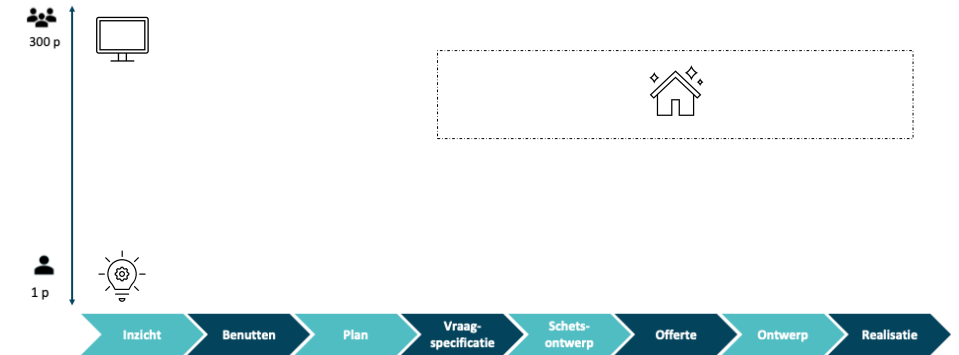 300 p
1 p
Inzicht
Benutten
Plan
Vraag-
specificatie
Schets-
ontwerp
Offerte
Ontwerp
Realisatie